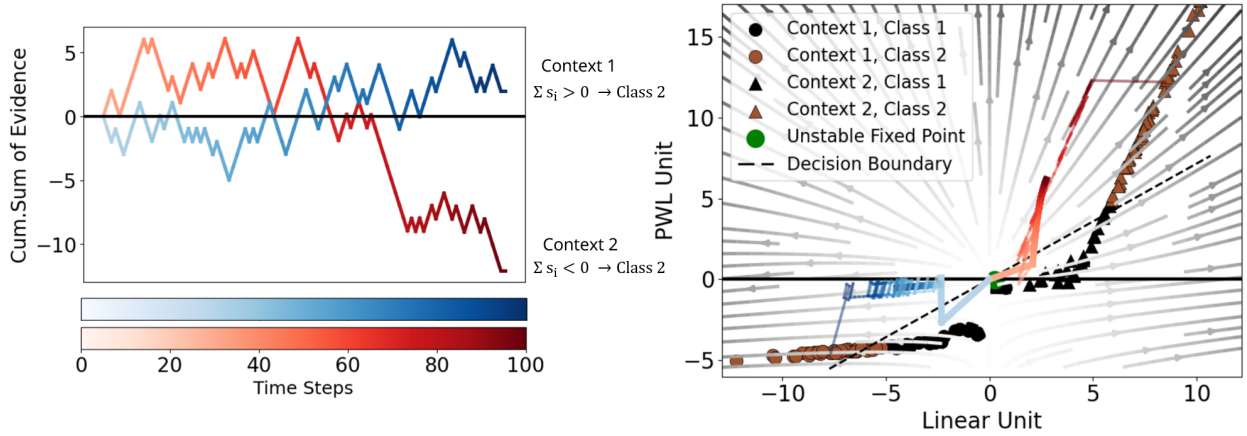 Cum.Sum of Evidence
5
0
−5
−10
Context 1
Σ sᵢ > 0 → Class 2
Context 2
Σ sᵢ < 0 → Class 2
0 20 40 60 80 100
Time Steps
PWL Unit
15
10
5
0
−5
Context 1, Class 1
Context 1, Class 2
Context 2, Class 1
Context 2, Class 2
Unstable Fixed Point
Decision Boundary
−10 −5 0 5 10
Linear Unit